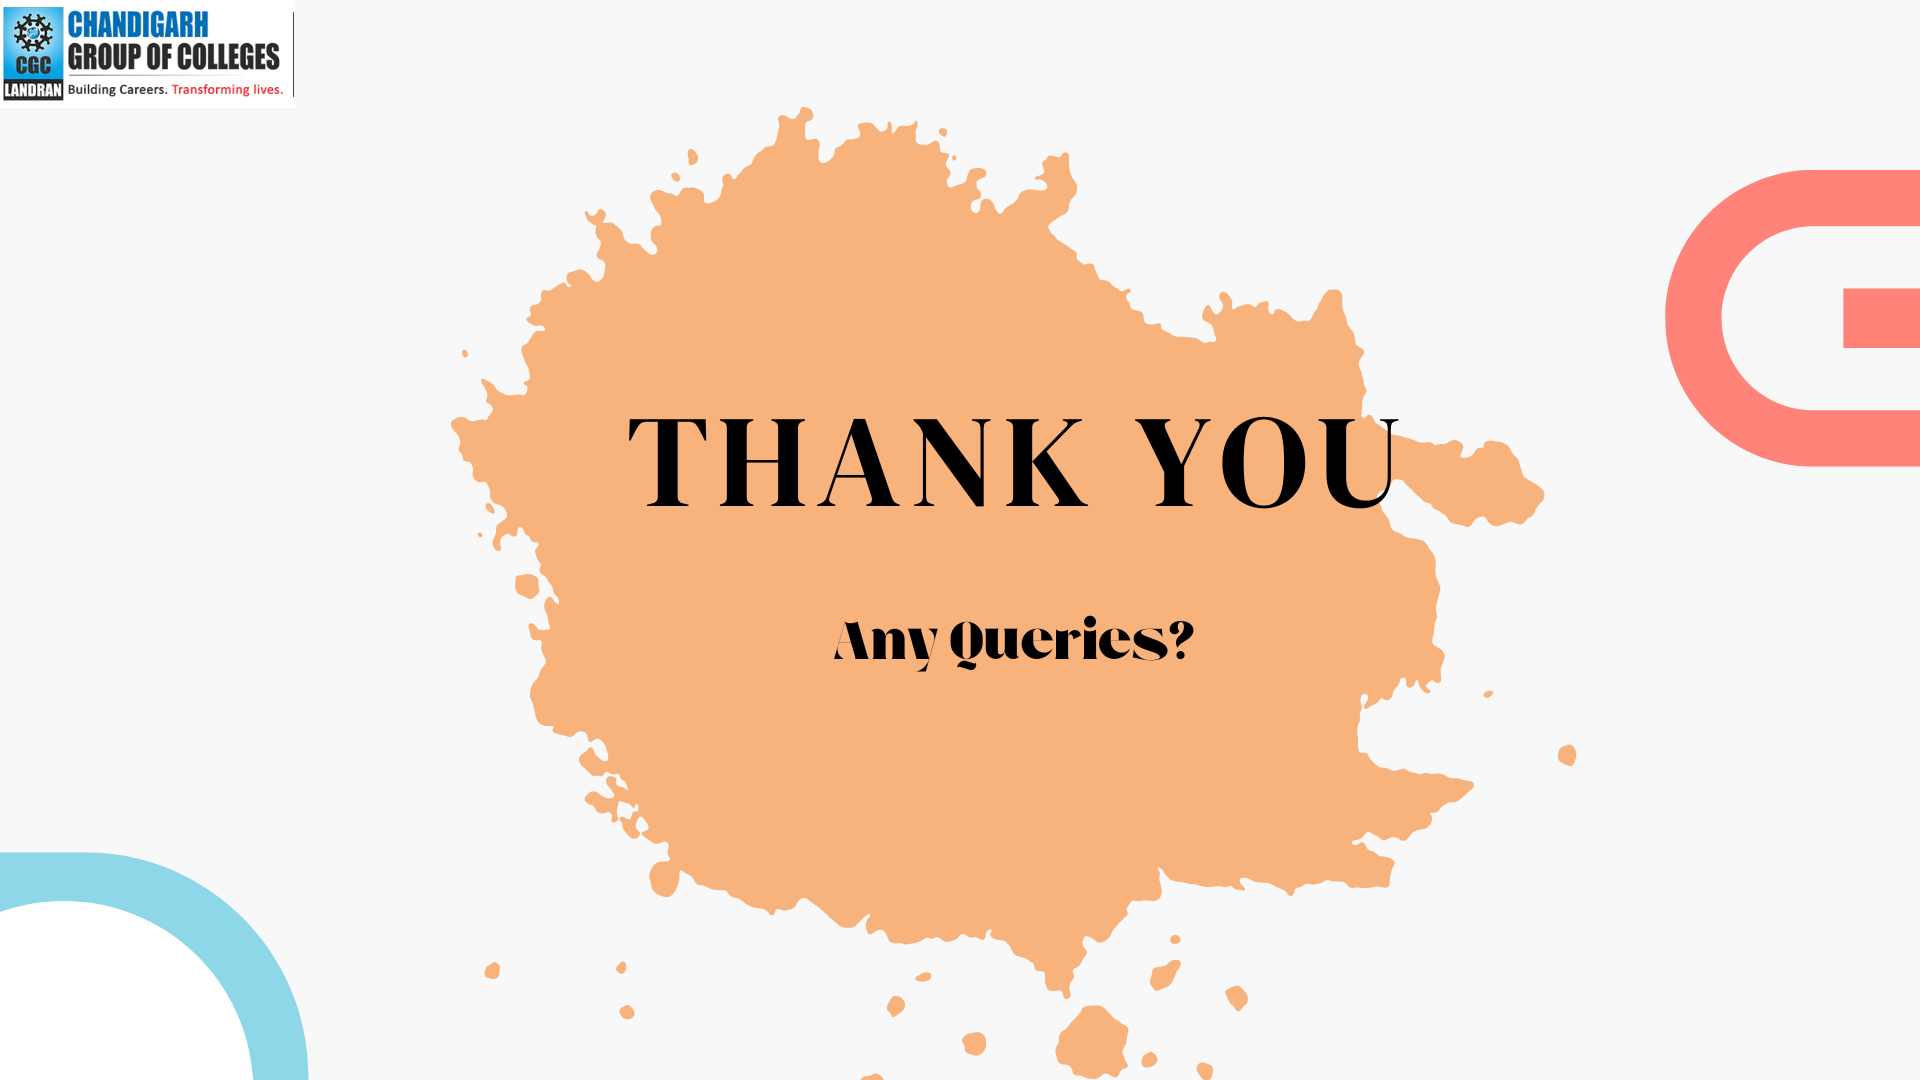 CHANDIGARH
GROUP OF COLLEGES
CGC
LANDRAN
Building Careers. Transforming lives.
THANK YOU
Any Queries?